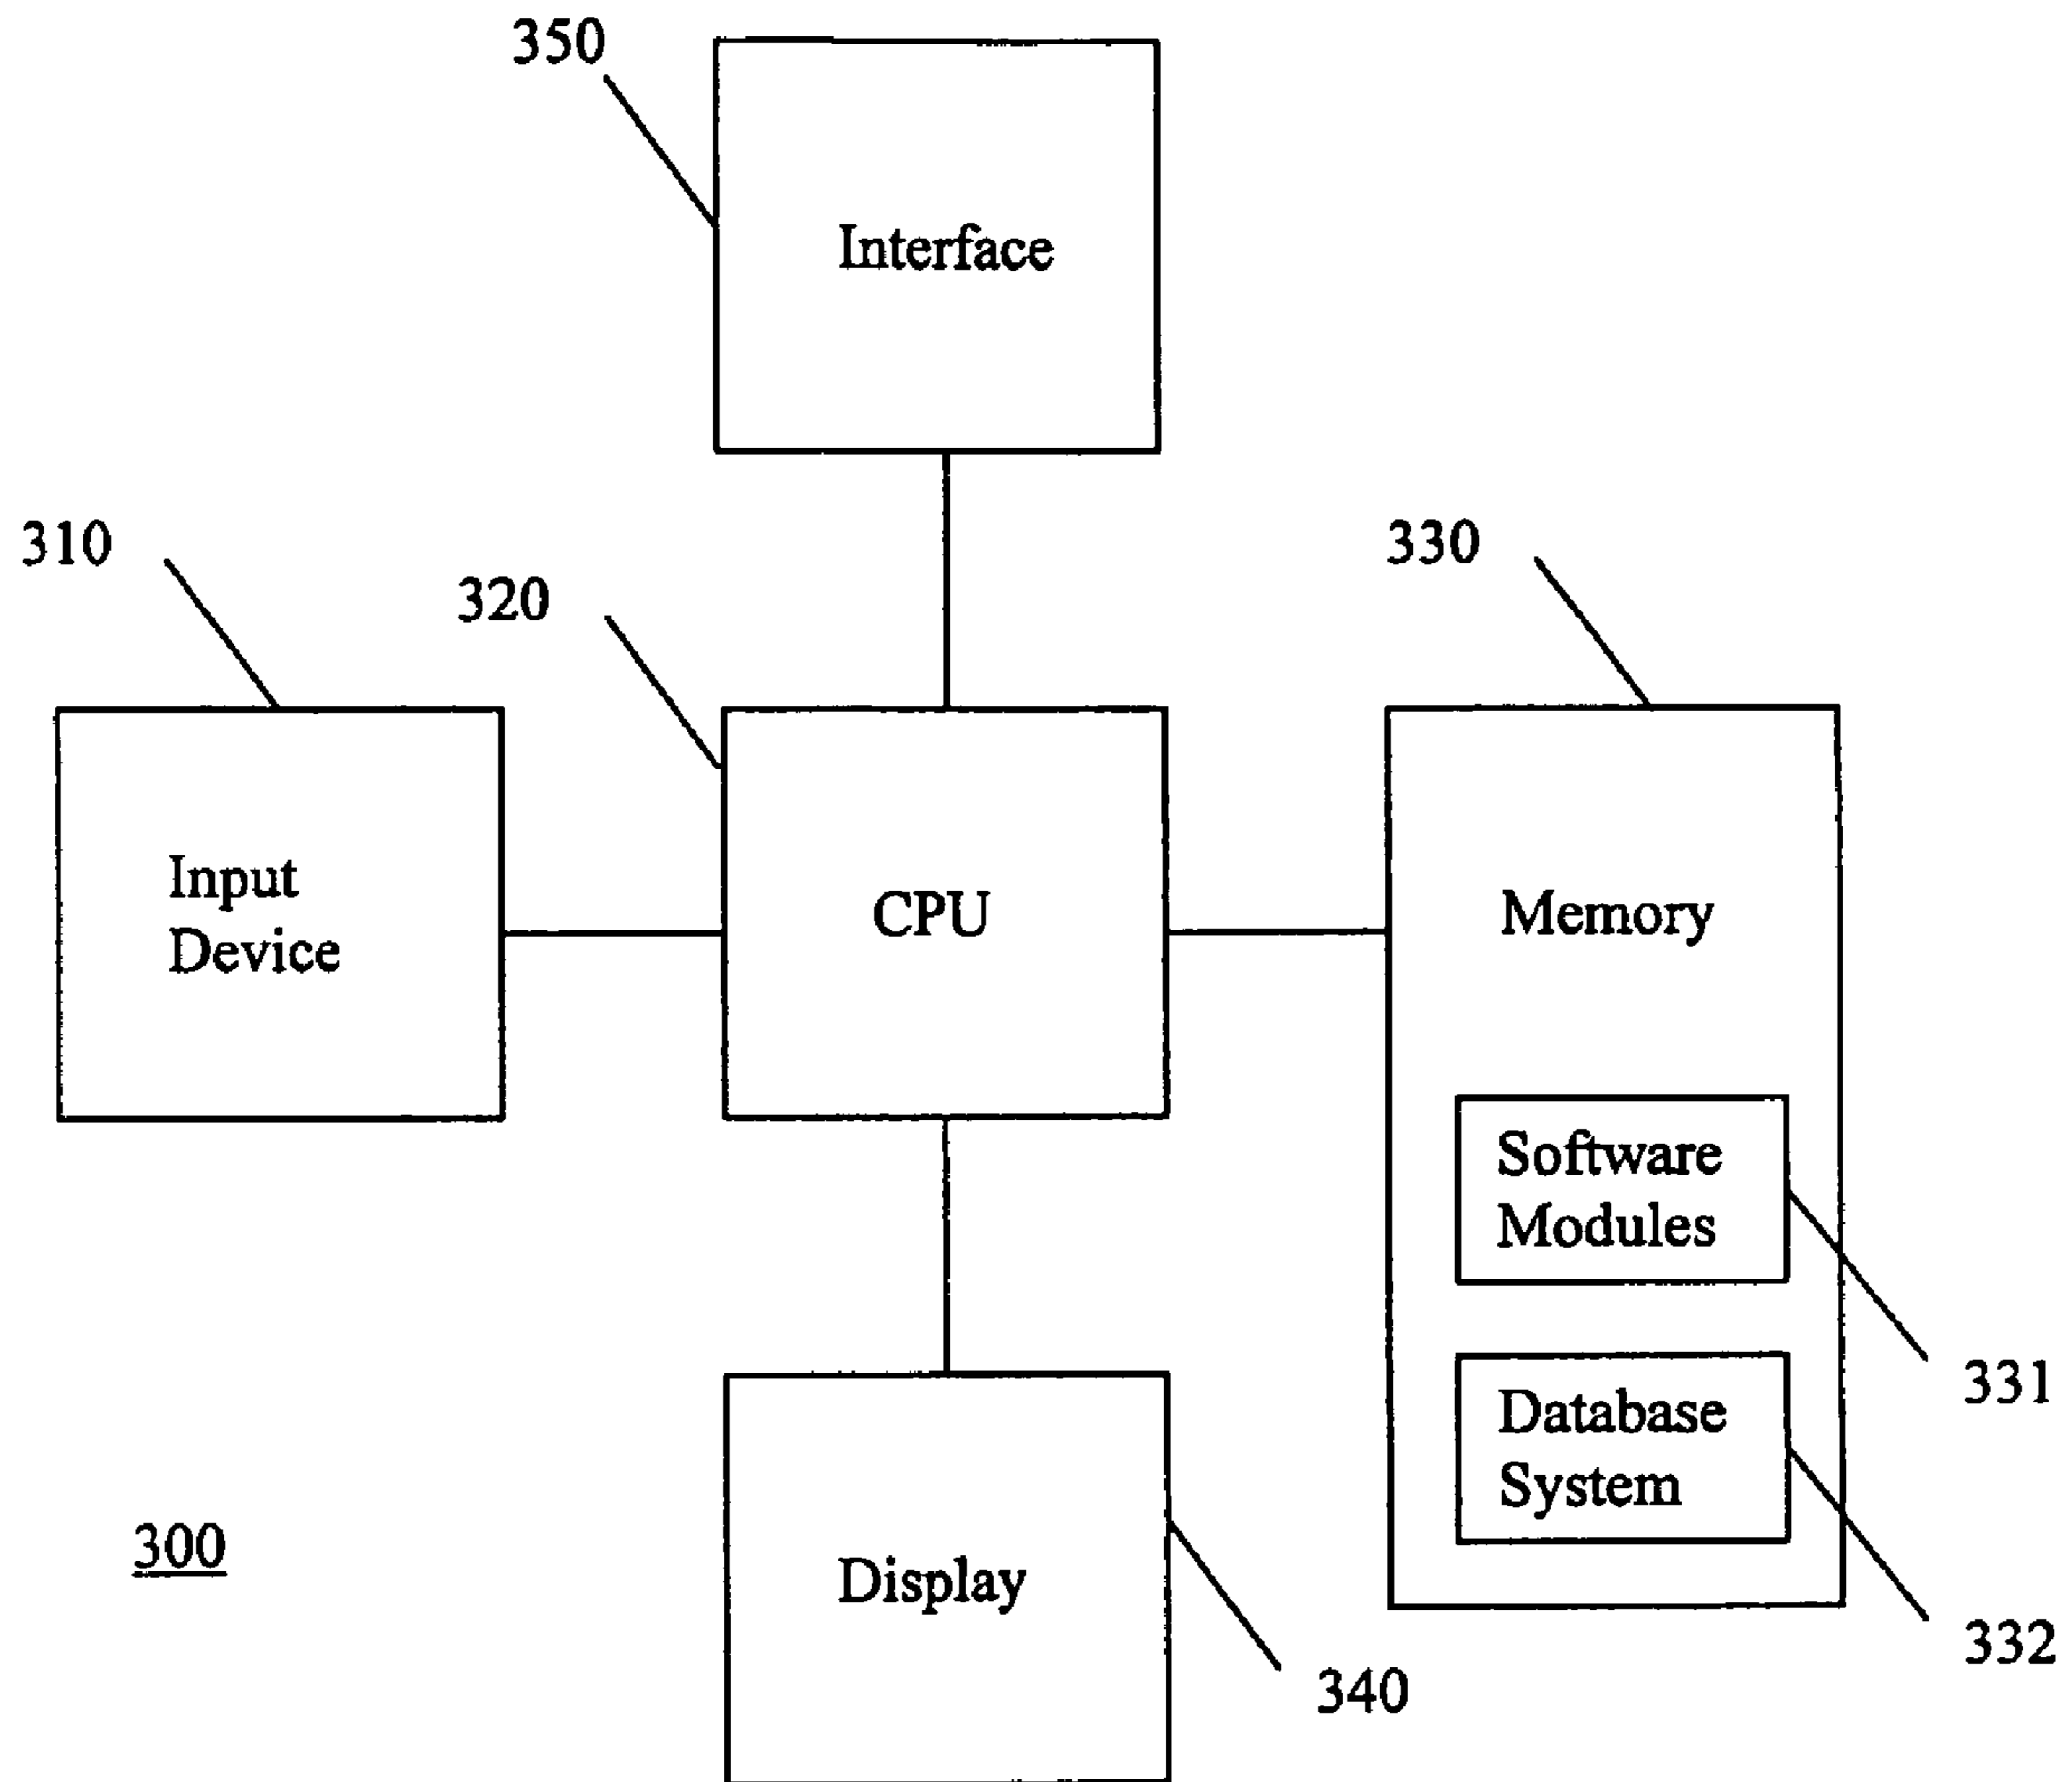 350
Interface
310
320
330
Input
Device
CPU
Memory
Software
Modules
331
Database
System
332
300
Display
340